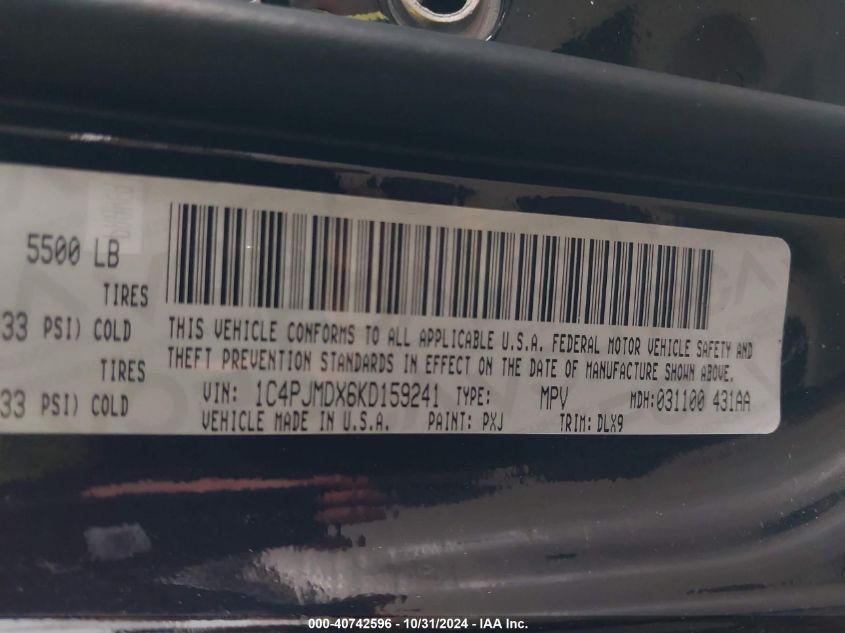 5500 LB
TIRES
33 PSI) COLD
THIS VEHICLE CONFORMS TO ALL APPLICABLE U.S.A. FEDERAL MOTOR VEHICLE SAFETY AND
TIRES
THEFT PREVENTION STANDARDS IN EFFECT ON THE DATE OF MANUFACTURE SHOWN ABOVE.
33 PSI) COLD
VIN: 1C4PJMDX6KD159241 TYPE: MPV MDH: 031100 431AA
VEHICLE MADE IN U.S.A. PAINT: PXJ TRIM: DLX9
000-40742596 - 10/31/2024 - IAA Inc.